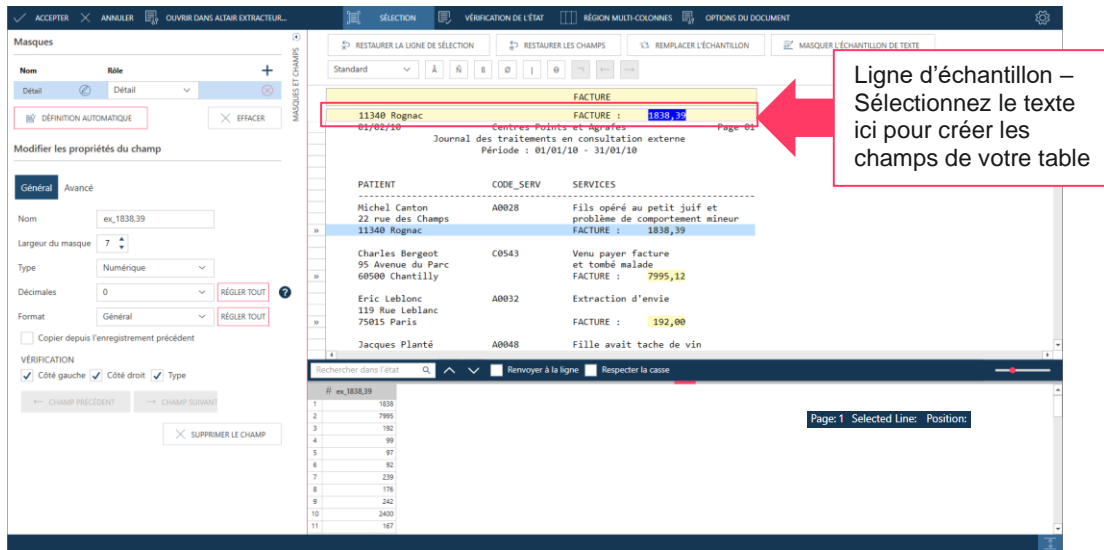 ACCEPTER ANNULER OUVRIR DANS ALTAIR EXTRACTEUR... SÉLECTION VÉRIFICATION DE L'ÉTAT RÉGION MULTI-COLONNES OPTIONS DU DOCUMENT
Masques
Nom Rôle
Détail Détail
DÉFINITION AUTOMATIQUE EFFACER
Modifier les propriétés du champ
Général Avancé
Nom ex_1838,39
Largeur du masque 7
Type Numérique
Décimales 0 RÉGLER TOUT
Format Général RÉGLER TOUT
Copier depuis l'enregistrement précédent
VÉRIFICATION
Côté gauche Côté droit Type
CHAMP PRÉCÉDENT CHAMP SUIVANT
SUPPRIMER LE CHAMP
MASQUES ET CHAMPS
RESTAURER LA LIGNE DE SÉLECTION RESTAURER LES CHAMPS REMPLACER L'ÉCHANTILLON MASQUER L'ÉCHANTILLON DE TEXTE
Standard Ã Ñ ß Ø | ɵ ¬ ← →
FACTURE
11340 Rognac FACTURE : 1838,39
01/02/10 Centres Points et Agrafes Page 01
Journal des traitements en consultation externe
Période : 01/01/10 - 31/01/10
PATIENT CODE_SERV SERVICES
Michel Canton A0028 Fils opéré au petit juif et
22 rue des Champs problème de comportement mineur
» 11340 Rognac FACTURE : 1838,39
Charles Bergeot C0543 Venu payer facture
95 Avenue du Parc et tombé malade
» 60500 Chantilly FACTURE : 7995,12
Eric Leblonc A0032 Extraction d'envie
119 Rue Leblanc
» 75015 Paris FACTURE : 192,00
Jacques Planté A0048 Fille avait tache de vin
Rechercher dans l'état Renvoyer à la ligne Respecter la casse
# ex_1838,39
1 1838
2 7995
3 192
4 99
5 97
6 92
7 239
8 176
9 242
10 2400
11 167
Page: 1 Selected Line: Position:
Ligne d'échantillon –
Sélectionnez le texte
ici pour créer les
champs de votre table